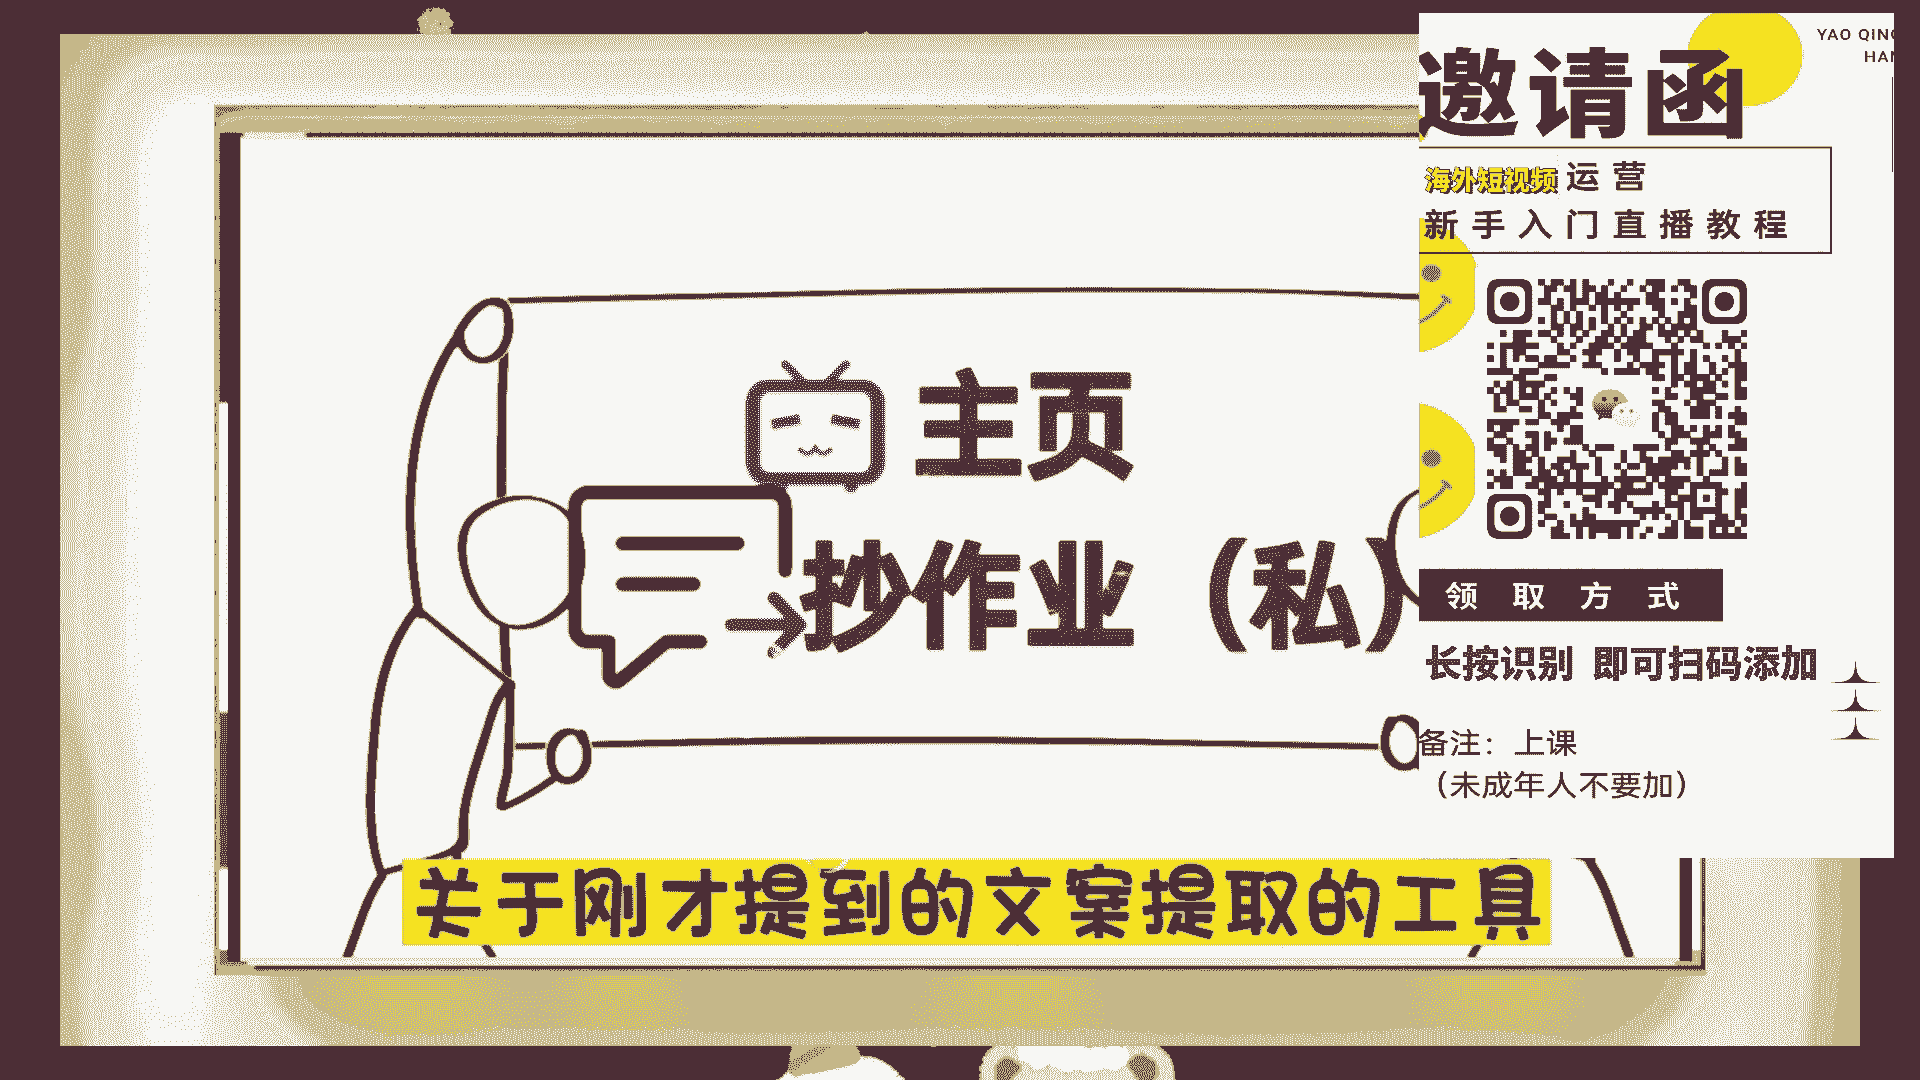 主页
抄作业（私）
关于刚才提到的文案提取的工具
YAO QING
HAN
邀请函
海外短视频运营
新手入门直播教程
领取方式
长按识别 即可扫码添加
备注：上课
（未成年人不要加）